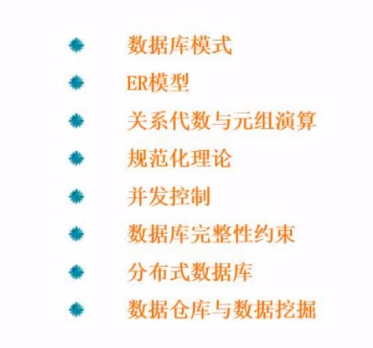 数据库模式
ER模型
关系代数与元组演算
规范化理论
并发控制
数据库完整性约束
分布式数据库
数据仓库与数据挖掘